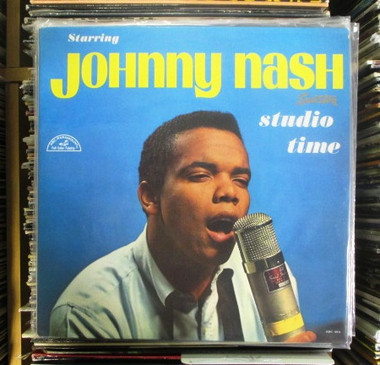 Starring
Johnny nash
studio
time